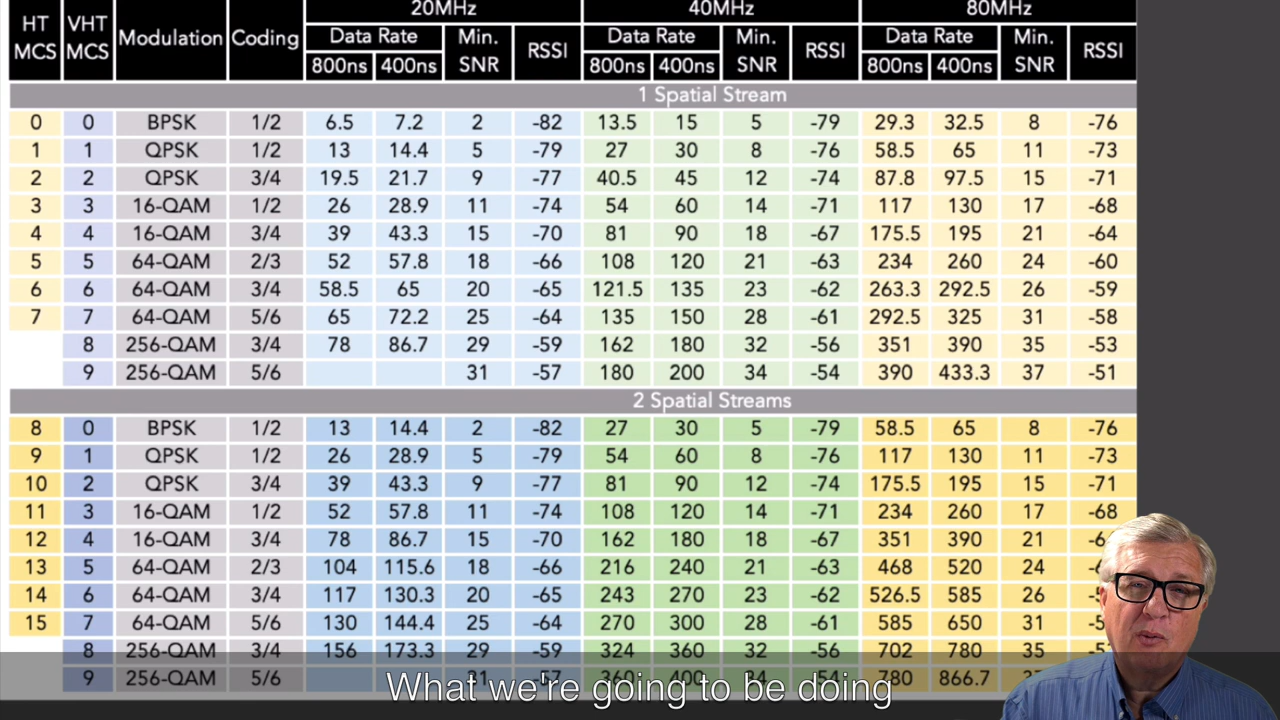 20MHz 40MHz 80MHz
HT MCS VHT MCS Modulation Coding Data Rate Min. SNR RSSI Data Rate Min. SNR RSSI Data Rate Min. SNR RSSI
800ns 400ns 800ns 400ns 800ns 400ns
1 Spatial Stream
0 0 BPSK 1/2 6.5 7.2 2 -82 13.5 15 5 -79 29.3 32.5 8 -76
1 1 QPSK 1/2 13 14.4 5 -79 27 30 8 -76 58.5 65 11 -73
2 2 QPSK 3/4 19.5 21.7 9 -77 40.5 45 12 -74 87.8 97.5 15 -71
3 3 16-QAM 1/2 26 28.9 11 -74 54 60 14 -71 117 130 17 -68
4 4 16-QAM 3/4 39 43.3 15 -70 81 90 18 -67 175.5 195 21 -64
5 5 64-QAM 2/3 52 57.8 18 -66 108 120 21 -63 234 260 24 -60
6 6 64-QAM 3/4 58.5 65 20 -65 121.5 135 23 -62 263.3 292.5 26 -59
7 7 64-QAM 5/6 65 72.2 25 -64 135 150 28 -61 292.5 325 31 -58
8 256-QAM 3/4 78 86.7 29 -59 162 180 32 -56 351 390 35 -53
9 256-QAM 5/6 31 -57 180 200 34 -54 390 433.3 37 -51
2 Spatial Streams
8 0 BPSK 1/2 13 14.4 2 -82 27 30 5 -79 58.5 65 8 -76
9 1 QPSK 1/2 26 28.9 5 -79 54 60 8 -76 117 130 11 -73
10 2 QPSK 3/4 39 43.3 9 -77 81 90 12 -74 175.5 195 15 -71
11 3 16-QAM 1/2 52 57.8 11 -74 108 120 14 -71 234 260 17 -68
12 4 16-QAM 3/4 78 86.7 15 -70 162 180 18 -67 351 390 21
13 5 64-QAM 2/3 104 115.6 18 -66 216 240 21 -63 468 520 24
14 6 64-QAM 3/4 117 130.3 20 -65 243 270 23 -62 526.5 585 26
15 7 64-QAM 5/6 130 144.4 25 -64 270 300 28 -61 585 650 31
8 256-QAM 3/4 156 173.3 29 -59 324 360 32 -56 702 780 35
9 256-QAM 5/6 31 -57 360 400 34 -54 780 866.7
What we're going to be doing